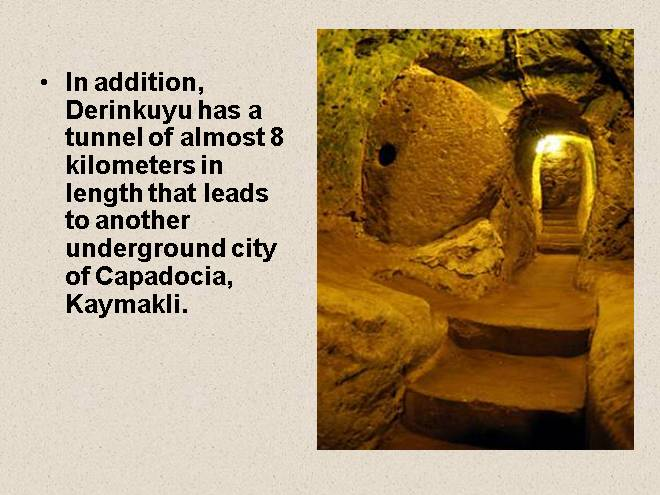 • In addition,
Derinkuyu has a
tunnel of almost 8
kilometers in
length that leads
to another
underground city
of Capadocia,
Kaymakli.